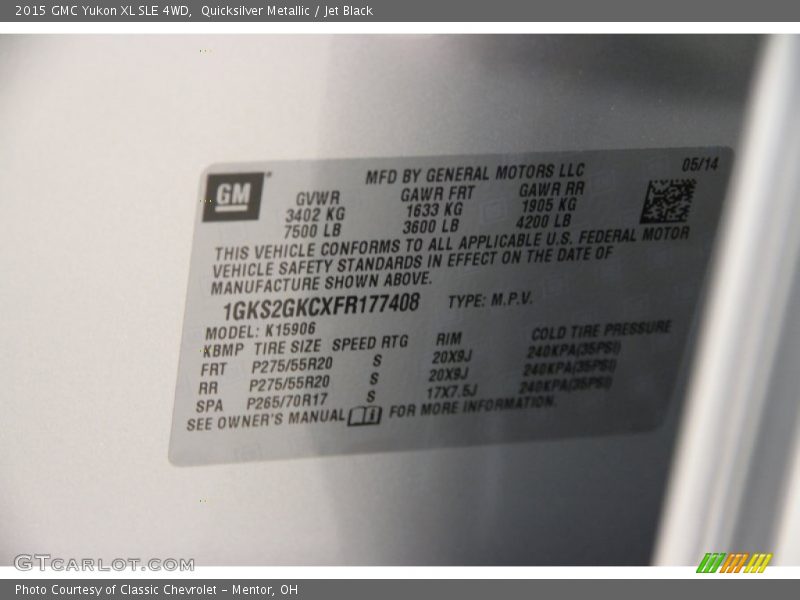 2015 GMC Yukon XL SLE 4WD,  Quicksilver Metallic / Jet Black
05/14
MFD BY GENERAL MOTORS LLC
GM
GVWR GAWR FRT GAWR RR
3402 KG 1633 KG 1905 KG
7500 LB 3600 LB 4200 LB
THIS VEHICLE CONFORMS TO ALL APPLICABLE U.S. FEDERAL MOTOR
VEHICLE SAFETY STANDARDS IN EFFECT ON THE DATE OF
MANUFACTURE SHOWN ABOVE.
1GKS2GKCXFR177408 TYPE: M.P.V.
MODEL: K15906
XBMP TIRE SIZE SPEED RTG RIM COLD TIRE PRESSURE
FRT P275/55R20 S 20X9J 240KPA(35PSI)
RR P275/55R20 S 20X9J 240KPA(35PSI)
SPA P265/70R17 S 17X7.5J 240KPA(35PSI)
SEE OWNER'S MANUAL i FOR MORE INFORMATION.
GTCARLOT.COM
Photo Courtesy of Classic Chevrolet - Mentor, OH